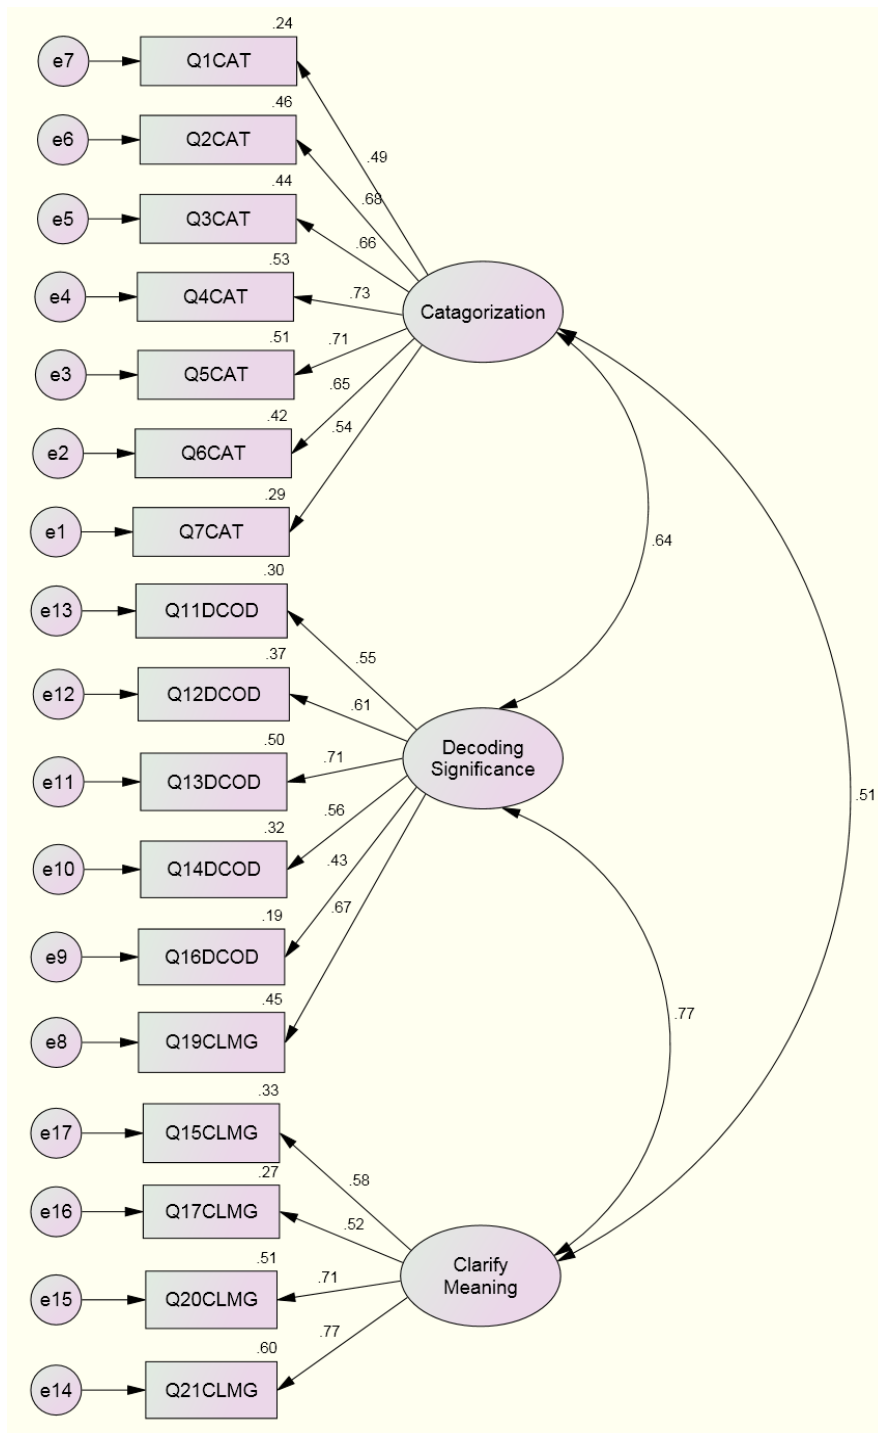 .24
e7 Q1CAT
.46
e6 Q2CAT
.49
.44
.68
e5 Q3CAT
.66
.53
e4 Q4CAT
.73
Catagorization
.51
.71
e3 Q5CAT
.65
.42
.54
e2 Q6CAT
.29
e1 Q7CAT
.64
.30
e13 Q11DCOD
.55
.37
e12 Q12DCOD
.61
.50
Decoding
Significance
.71
e11 Q13DCOD
.51
.56
.32
.43
e10 Q14DCOD
.67
.19
e9 Q16DCOD
.45
.77
e8 Q19CLMG
.33
e17 Q15CLMG
.27
.58
e16 Q17CLMG
.52
.51
Clarify
Meaning
.71
e15 Q20CLMG
.77
.60
e14 Q21CLMG